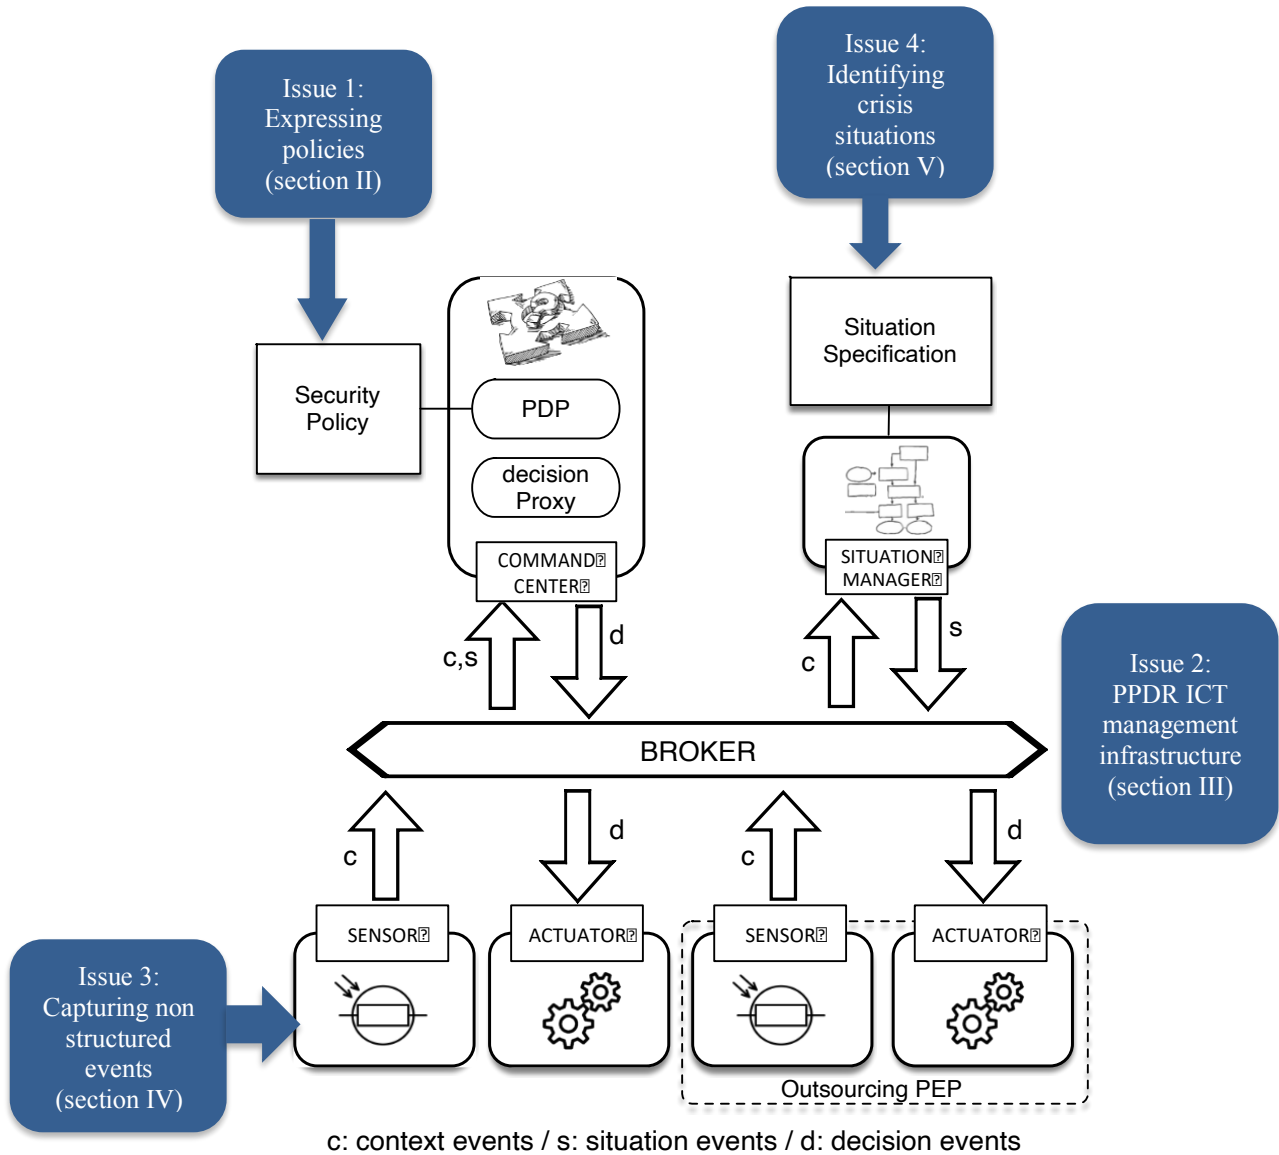 Issue 4:
Identifying
crisis
situations
(section V)
Issue 1:
Expressing
policies
(section II)
Situation
Specification
Security
Policy
PDP
decision
Proxy
COMMAND
CENTER
SITUATION
MANAGER
c,s
d
c
s
Issue 2:
PPDR ICT
management
infrastructure
(section III)
BROKER
c
d
c
d
SENSOR
ACTUATOR
SENSOR
ACTUATOR
Issue 3:
Capturing non
structured
events
(section IV)
Outsourcing PEP
c: context events / s: situation events / d: decision events